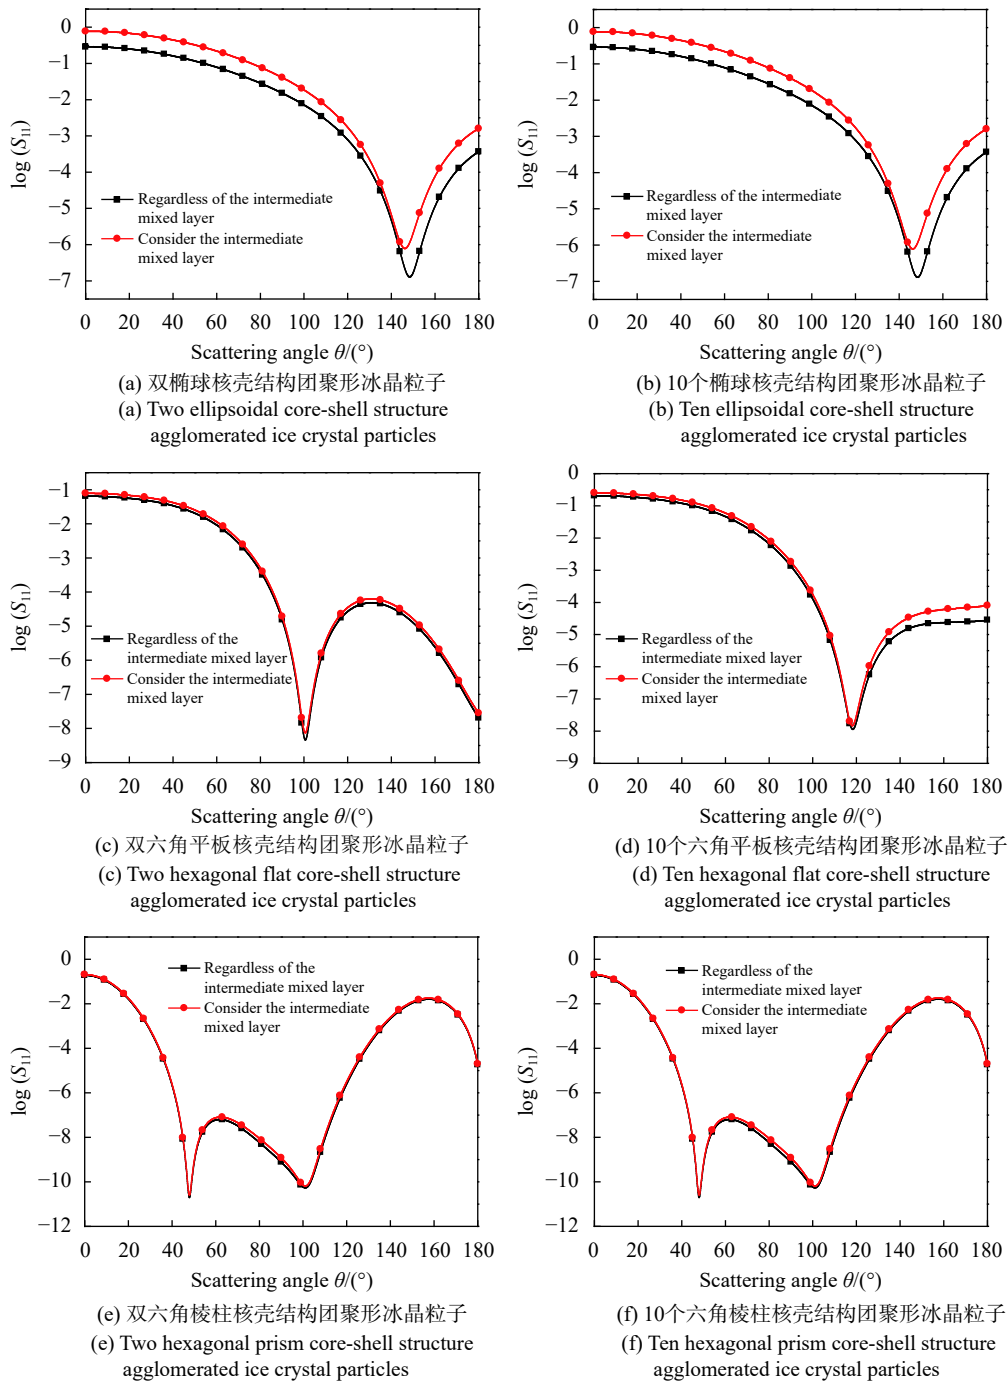 0
−1
−2
−3
−4
−5
−6
−7
log (S₁₁)
Regardless of the intermediate
mixed layer
Consider the intermediate
mixed layer
0 20 40 60 80 100 120 140 160 180
Scattering angle θ/(°)
(a) 双椭球核壳结构团聚形冰晶粒子
(a) Two ellipsoidal core-shell structure
agglomerated ice crystal particles
0
−1
−2
−3
−4
−5
−6
−7
log (S₁₁)
Regardless of the intermediate
mixed layer
Consider the intermediate
mixed layer
0 20 40 60 80 100 120 140 160 180
Scattering angle θ/(°)
(b) 10个椭球核壳结构团聚形冰晶粒子
(b) Ten ellipsoidal core-shell structure
agglomerated ice crystal particles
−1
−2
−3
−4
−5
−6
−7
−8
−9
log (S₁₁)
Regardless of the
intermediate mixed layer
Consider the intermediate
mixed layer
0 20 40 60 80 100 120 140 160 180
Scattering angle θ/(°)
(c) 双六角平板核壳结构团聚形冰晶粒子
(c) Two hexagonal flat core-shell structure
agglomerated ice crystal particles
0
−1
−2
−3
−4
−5
−6
−7
−8
−9
log (S₁₁)
Regardless of the
intermediate mixed layer
Consider the intermediate
mixed layer
0 20 40 60 80 100 120 140 160 180
Scattering angle θ/(°)
(d) 10个六角平板核壳结构团聚形冰晶粒子
(d) Ten hexagonal flat core-shell structure
agglomerated ice crystal particles
0
−2
−4
−6
−8
−10
−12
log (S₁₁)
Regardless of the
intermediate mixed layer
Consider the intermediate
mixed layer
0 20 40 60 80 100 120 140 160 180
Scattering angle θ/(°)
(e) 双六角棱柱核壳结构团聚形冰晶粒子
(e) Two hexagonal prism core-shell structure
agglomerated ice crystal particles
0
−2
−4
−6
−8
−10
−12
log (S₁₁)
Regardless of the
intermediate mixed layer
Consider the intermediate
mixed layer
0 20 40 60 80 100 120 140 160 180
Scattering angle θ/(°)
(f) 10个六角棱柱核壳结构团聚形冰晶粒子
(f) Ten hexagonal prism core-shell structure
agglomerated ice crystal particles